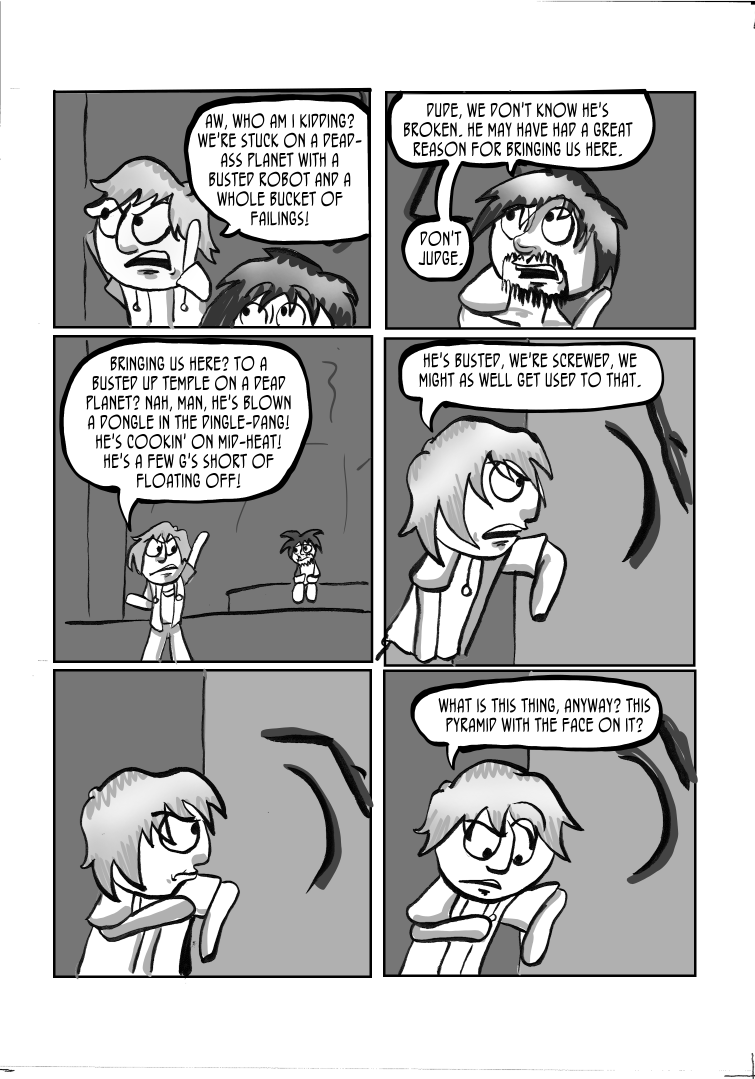 AW, WHO AM I KIDDING?
WE'RE STUCK ON A DEAD-
ASS PLANET WITH A
BUSTED ROBOT AND A
WHOLE BUCKET OF
FAILINGS!
DUDE, WE DON'T KNOW HE'S
BROKEN. HE MAY HAVE HAD A GREAT
REASON FOR BRINGING US HERE.
DON'T
JUDGE.
BRINGING US HERE? TO A
BUSTED UP TEMPLE ON A DEAD
PLANET? NAH, MAN, HE'S BLOWN
A DONGLE IN THE DINGLE-DANG!
HE'S COOKIN' ON MID-HEAT!
HE'S A FEW G'S SHORT OF
FLOATING OFF!
HE'S BUSTED, WE'RE SCREWED, WE
MIGHT AS WELL GET USED TO THAT.
WHAT IS THIS THING, ANYWAY? THIS
PYRAMID WITH THE FACE ON IT?